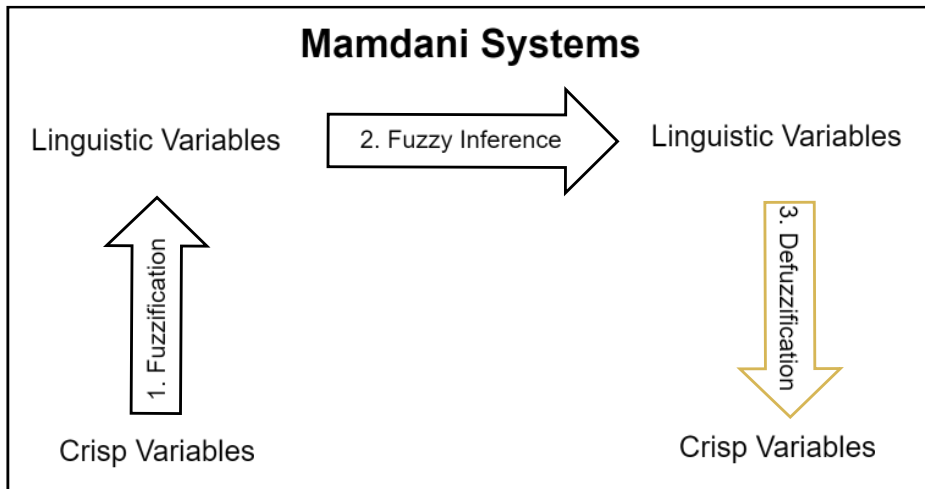 Mamdani Systems
Linguistic Variables
2. Fuzzy Inference
Linguistic Variables
1. Fuzzification
3. Defuzzification
Crisp Variables
Crisp Variables